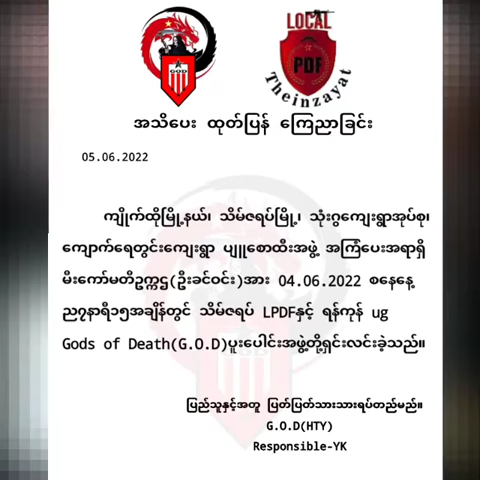 G.O.D
LOCAL
PDF
Theinzayat
အသိပေး ထုတ်ပြန် ကြေညာခြင်း
05.06.2022
ကျိုက်ထိုမြို့နယ်၊ သိမ်ဇရပ်မြို့၊ သုံးဂွကျေးရွာအုပ်စု၊
ကျောက်ရေတွင်းကျေးရွာ ပျူစောထီးအဖွဲ့ အကြံပေးအရာရှိ
မီးကော်မတီဥက္ကဌ(ဦးခင်ဝင်း)အား 04.06.2022 စနေနေ့
ည၇နာရီ၁၅အချိန်တွင် သိမ်ဇရပ် LPDFနှင့် ရန်ကုန် ug
Gods of Death(G.O.D)ပူးပေါင်းအဖွဲ့တို့ရှင်းလင်းခဲ့သည်။
ပြည်သူနှင့်အတူ ပြတ်ပြတ်သားသားရပ်တည်မည်။
G.O.D(HTY)
Responsible-YK